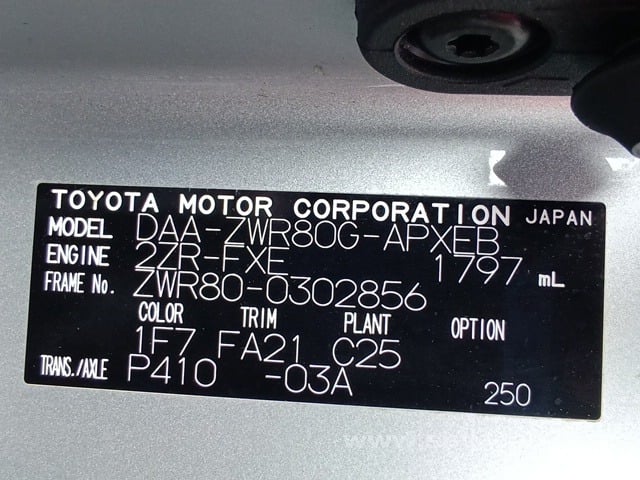 TOYOTA MOTOR CORPORATION JAPAN
MODEL DAA-ZWR80G-APXEB
ENGINE 2ZR-FXE 1797 mL
FRAME No. ZWR80-0302856
COLOR TRIM PLANT OPTION
1F7 FA21 C25
TRANS./AXLE P410 -03A 250